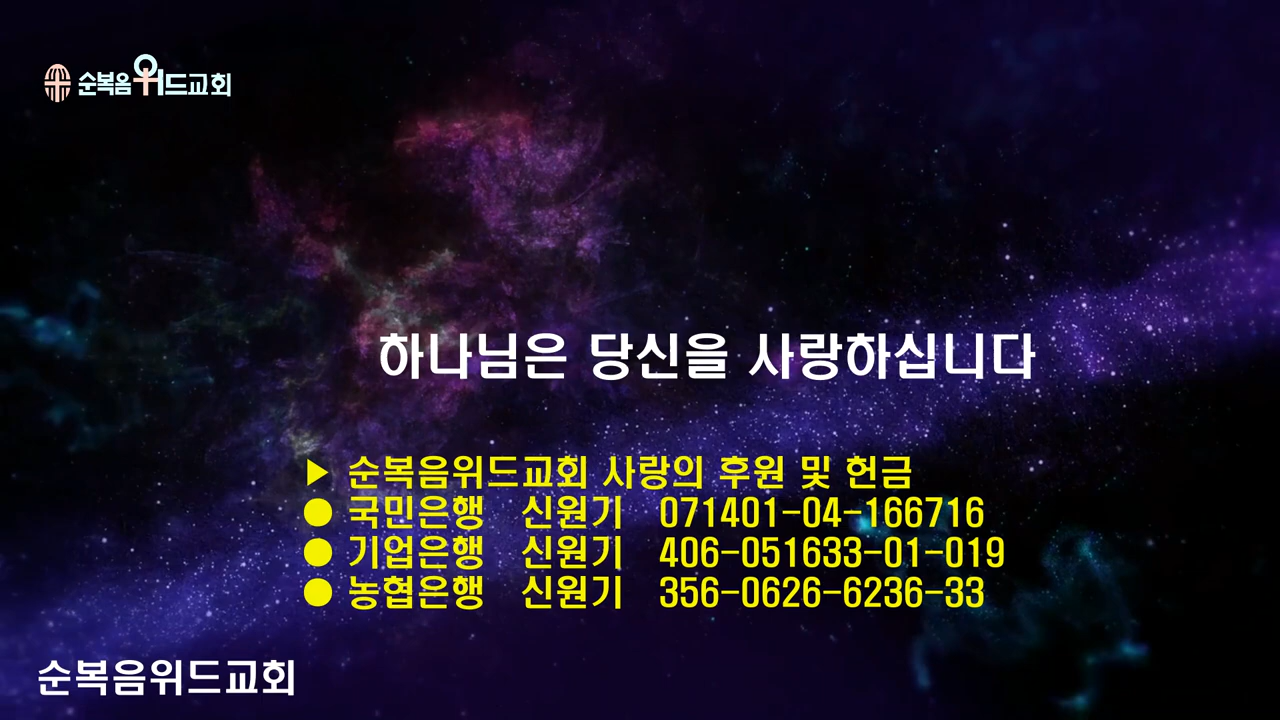 순복음위드교회
하나님은 당신을 사랑하십니다
▶ 순복음위드교회 사랑의 후원 및 헌금
● 국민은행 신원기 071401-04-166716
● 기업은행 신원기 406-051633-01-019
● 농협은행 신원기 356-0626-6236-33
순복음위드교회